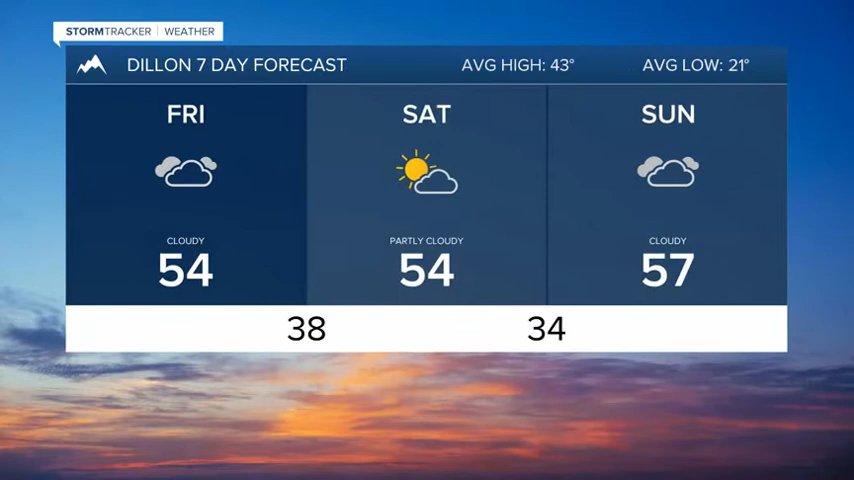 STORMTRACKER | WEATHER
DILLON 7 DAY FORECAST AVG HIGH: 43° AVG LOW: 21°
FRI SAT SUN
CLOUDY PARTLY CLOUDY CLOUDY
54 54 57
38 34